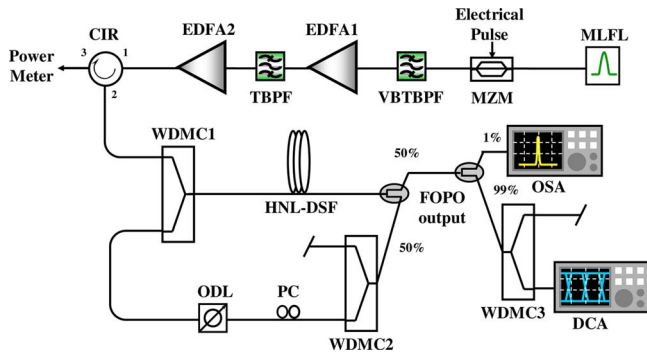 Electrical
Pulse
CIR
EDFA2
EDFA1
MLFL
Power
Meter
3
1
2
TBPF
VBTBPF
MZM
WDMC1
50%
1%
HNL-DSF
FOPO
output
99%
OSA
50%
ODL
PC
WDMC2
WDMC3
DCA